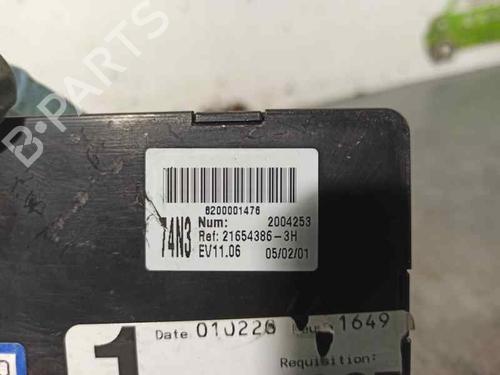 B-PARTS
8200001476
74N3
Num: 2004253
Ref: 21654386-3H
EV11.06 05/02/01
Date 010226 1649
1
Requisition: